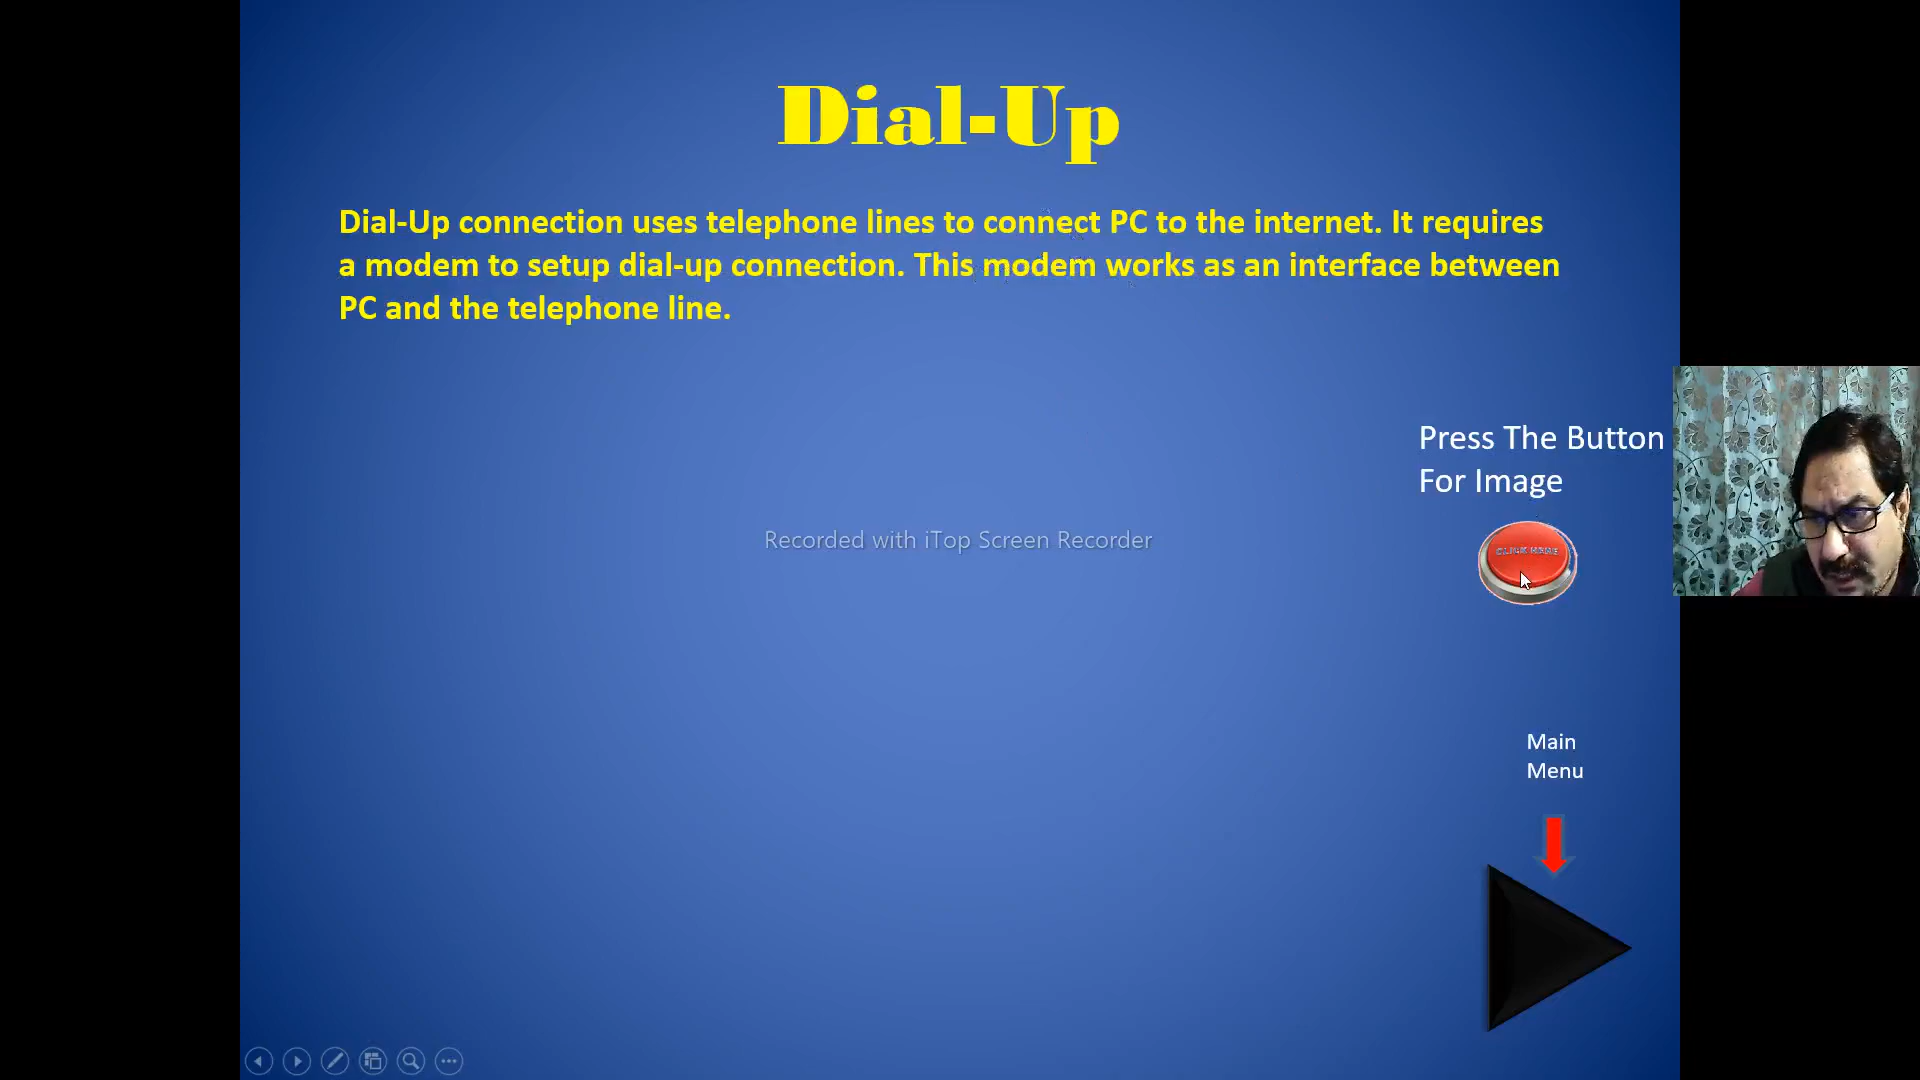 Dial-Up
Dial-Up connection uses telephone lines to connect PC to the internet. It requires
a modem to setup dial-up connection. This modem works as an interface between
PC and the telephone line.
Press The Button
For Image
Recorded with iTop Screen Recorder
CLICK HERE
Main
Menu